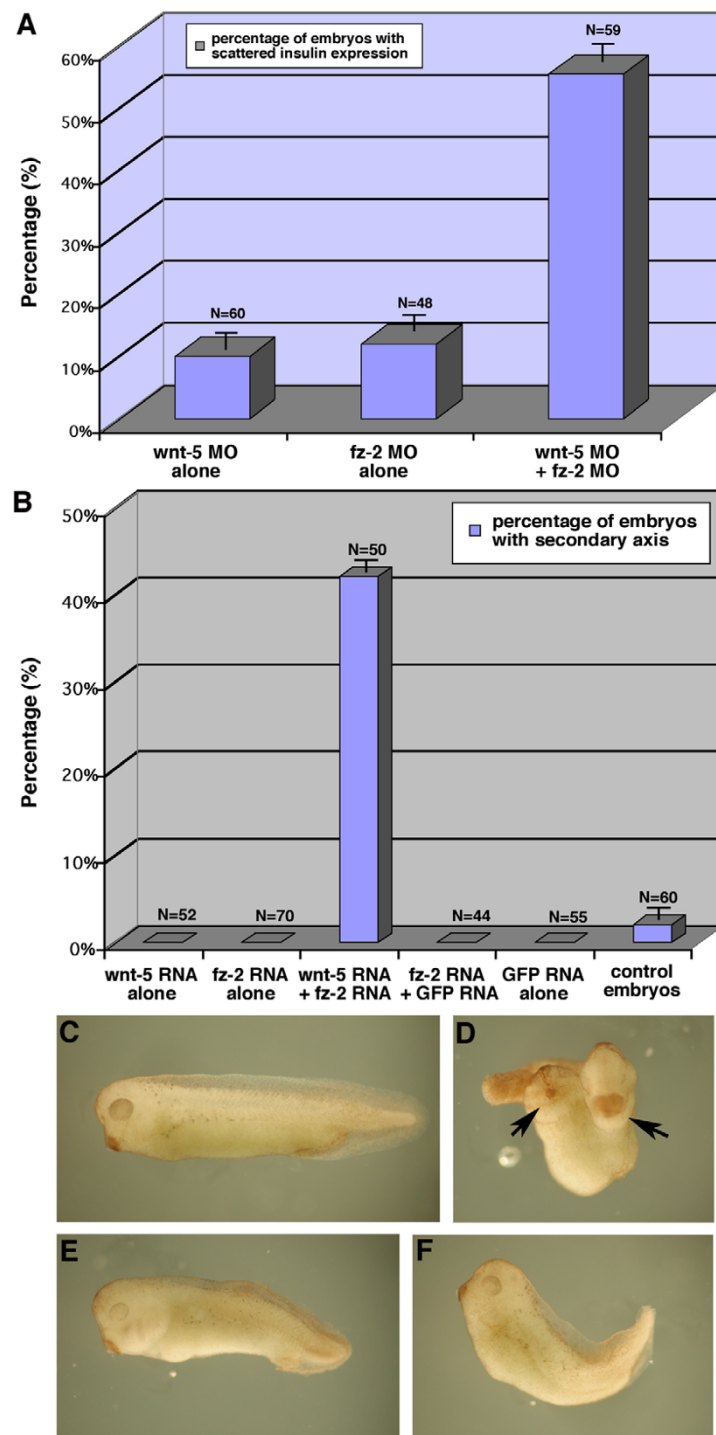 A
percentage of embryos with
scattered insulin expression
N=59
60%
50%
40%
30%
20%
10%
0%
Percentage (%)
N=60
N=48
wnt-5 MO
alone
fz-2 MO
alone
wnt-5 MO
+ fz-2 MO
B
percentage of embryos
with secondary axis
50%
40%
30%
20%
10%
0%
Percentage (%)
N=50
N=52
N=70
N=44
N=55
N=60
wnt-5 RNA
alone
fz-2 RNA
alone
wnt-5 RNA
+ fz-2 RNA
fz-2 RNA
+ GFP RNA
GFP RNA
alone
control
embryos
C
D
E
F